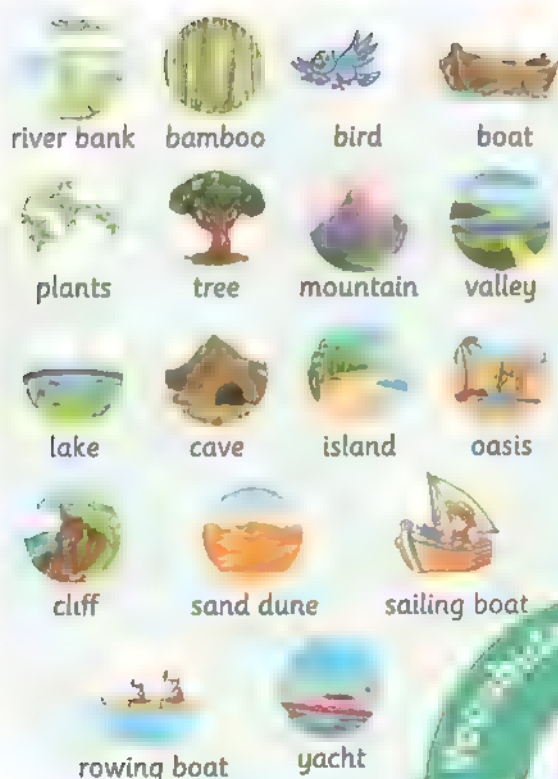 river bank bamboo bird boat
plants tree mountain valley
lake cave island oasis
cliff sand dune sailing boat
rowing boat yacht